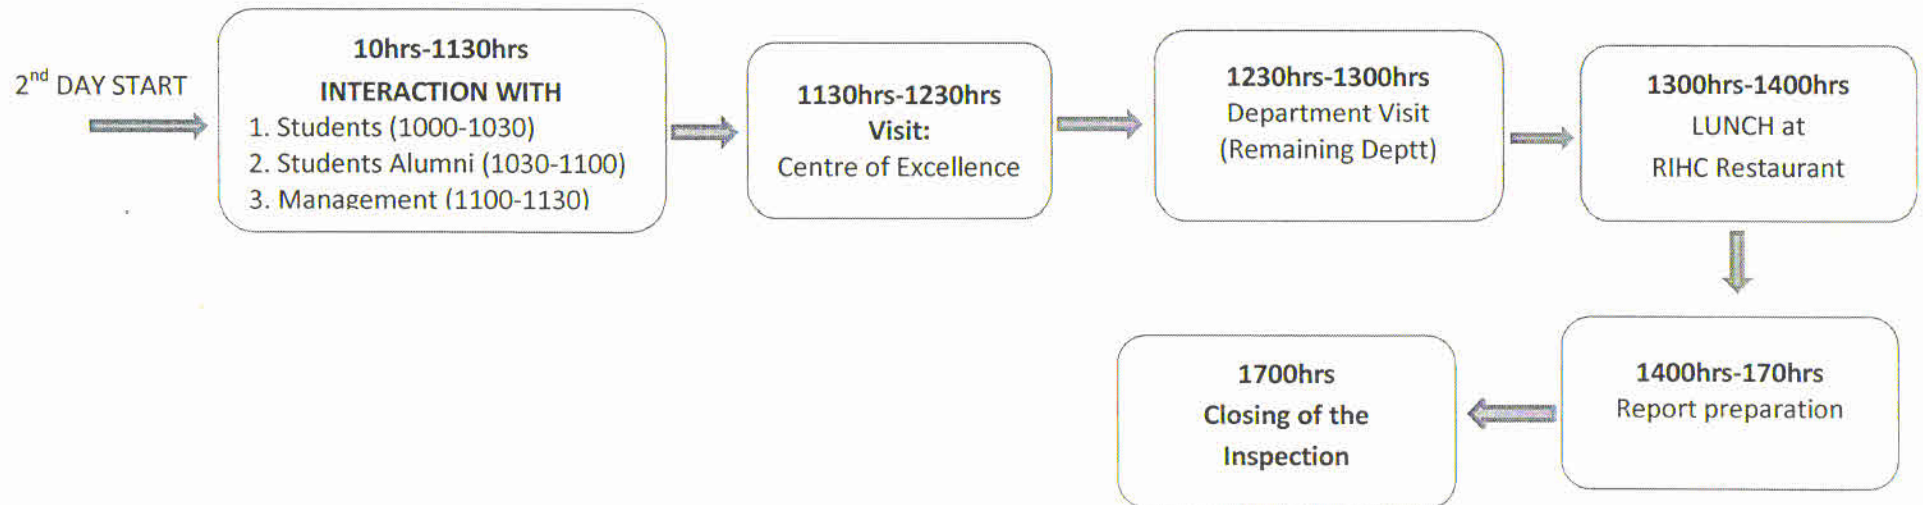 2nd DAY START
10hrs-1130hrs
INTERACTION WITH
1. Students (1000-1030)
2. Students Alumni (1030-1100)
3. Management (1100-1130)
1130hrs-1230hrs
Visit:
Centre of Excellence
1230hrs-1300hrs
Department Visit
(Remaining Deptt)
1300hrs-1400hrs
LUNCH at
RIHC Restaurant
1400hrs-170hrs
Report preparation
1700hrs
Closing of the
Inspection